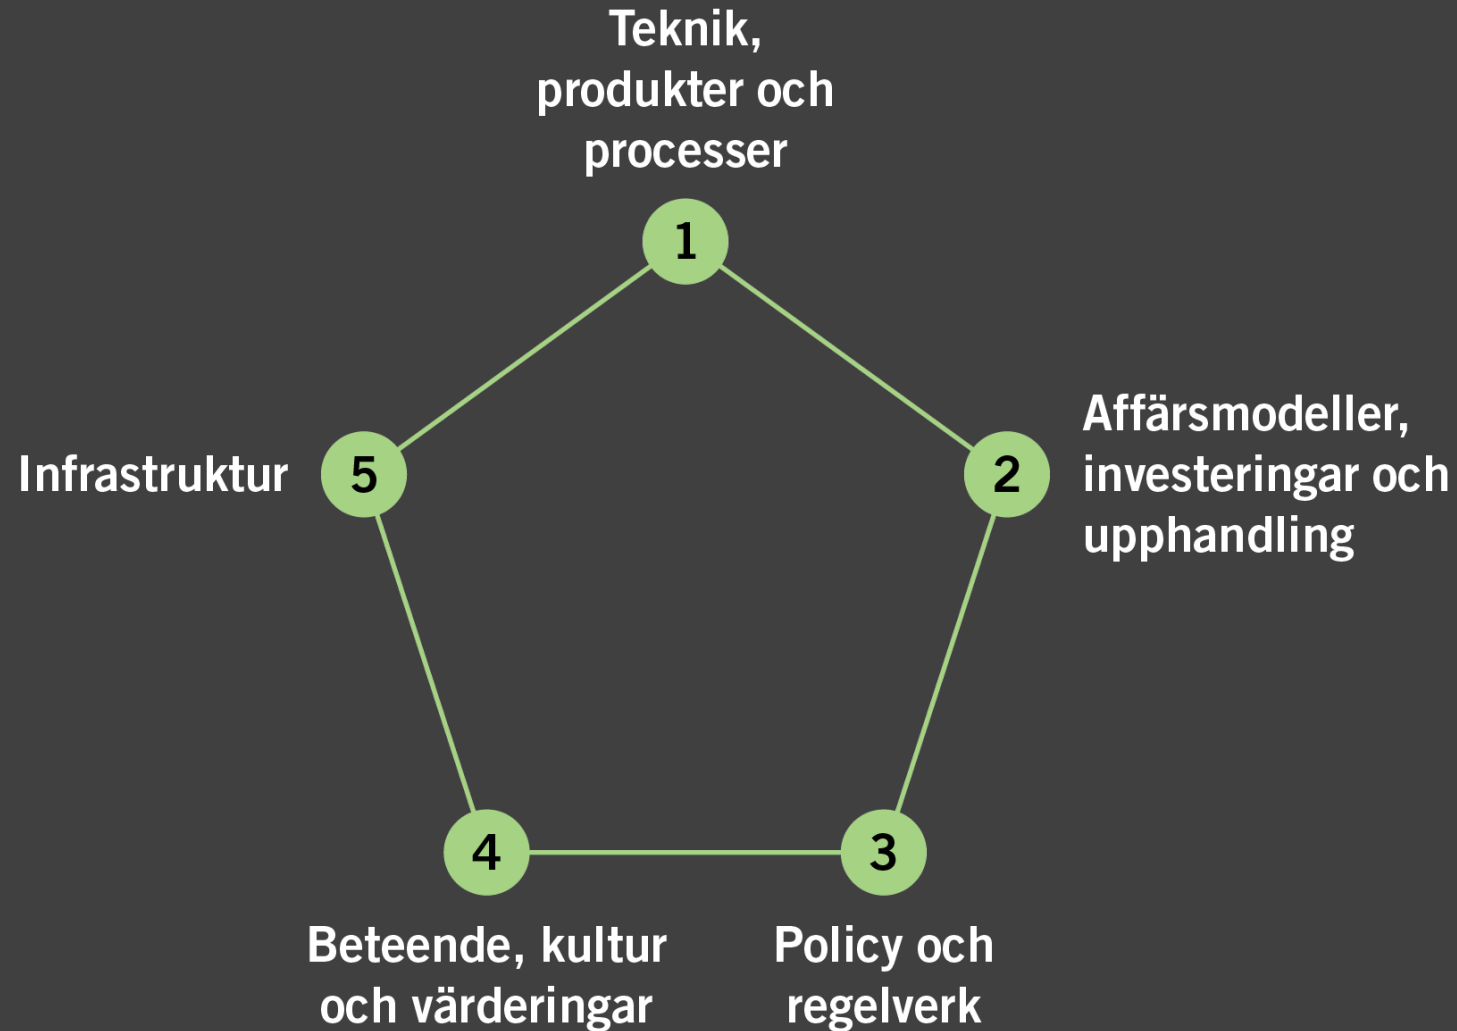 Teknik,
produkter och
processer
1
Affärsmodeller,
investeringar och
upphandling
2
Infrastruktur
5
4
3
Beteende, kultur
och värderingar
Policy och
regelverk